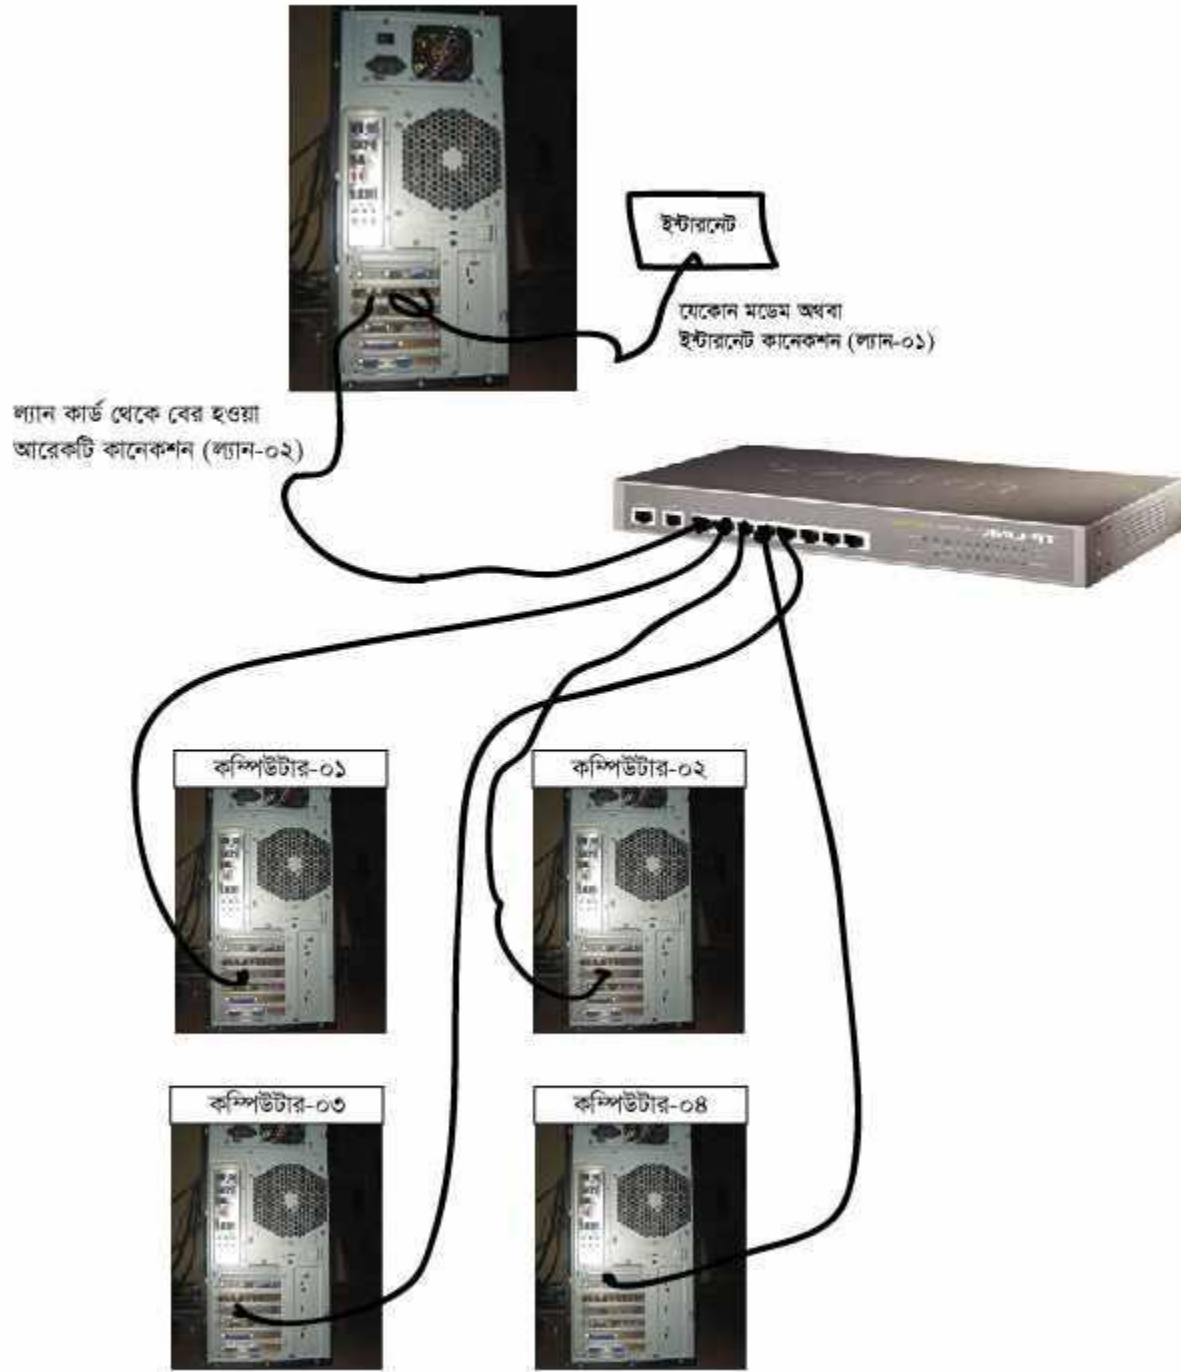 ইন্টারনেট
যেকোন মডেম অথবা
ইন্টারনেট কানেকশন (ল্যান-০১)
ল্যান কার্ড থেকে বের হওয়া
আরেকটি কানেকশন (ল্যান-০২)
কম্পিউটার-০১
কম্পিউটার-০২
কম্পিউটার-০৩
কম্পিউটার-০৪